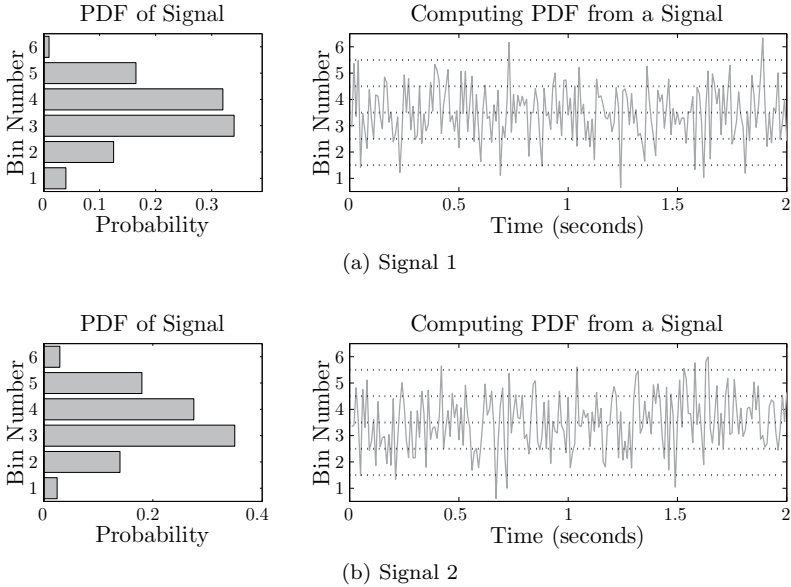 PDF of Signal
Computing PDF from a Signal
Bin Number
6
5
4
3
2
1
0 0.1 0.2 0.3
Probability
Bin Number
6
5
4
3
2
1
0 0.5 1 1.5 2
Time (seconds)
(a) Signal 1
PDF of Signal
Computing PDF from a Signal
Bin Number
6
5
4
3
2
1
0 0.2 0.4
Probability
Bin Number
6
5
4
3
2
1
0 0.5 1 1.5 2
Time (seconds)
(b) Signal 2